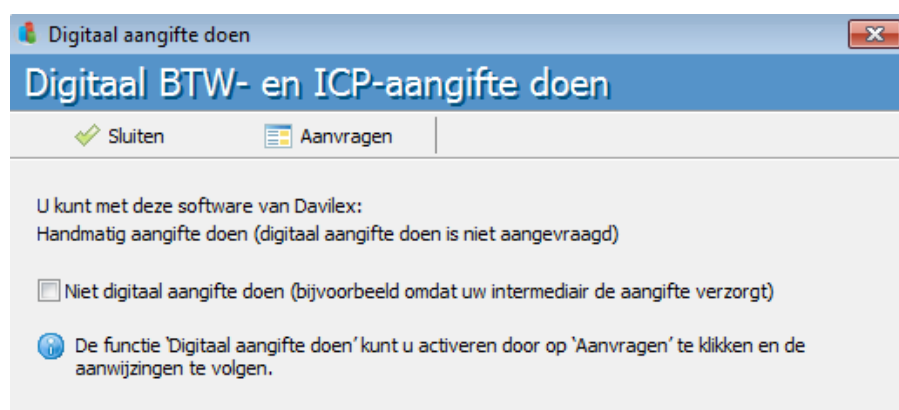 Digitaal aangifte doen
Digitaal BTW- en ICP-aangifte doen
Sluiten Aanvragen
U kunt met deze software van Davilex:
Handmatig aangifte doen (digitaal aangifte doen is niet aangevraagd)
Niet digitaal aangifte doen (bijvoorbeeld omdat uw intermediair de aangifte verzorgt)
De functie 'Digitaal aangifte doen' kunt u activeren door op 'Aanvragen' te klikken en de
aanwijzingen te volgen.